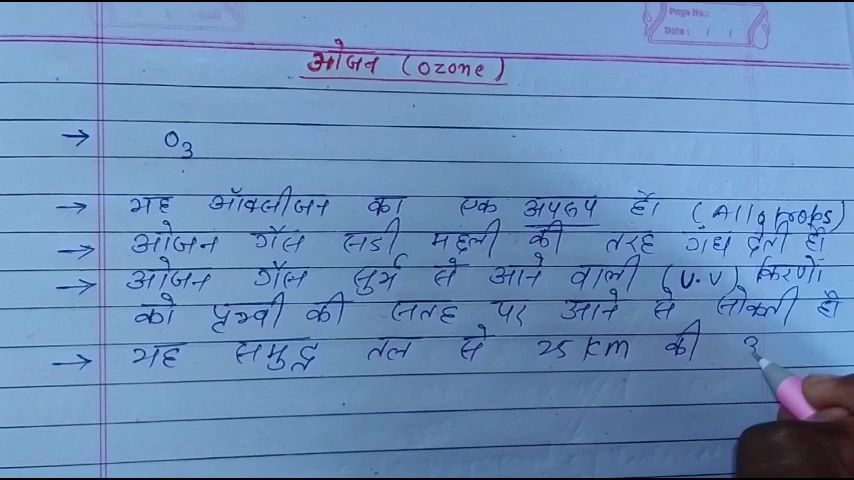 Page No.:
Date: / /
ओजन (ozone)
→ O3
→ यह ऑक्सीजन का एक अपरुप है। (Allotrops)
→ ओजन गैस सडी मछली की तरह गंध देती है
→ ओजन गैस सुर्य से आने वाली (U.V) किरणों
को पृथ्वी की सतह पर आने से सोकती है
→ यह समुद्र तल से 25 km की